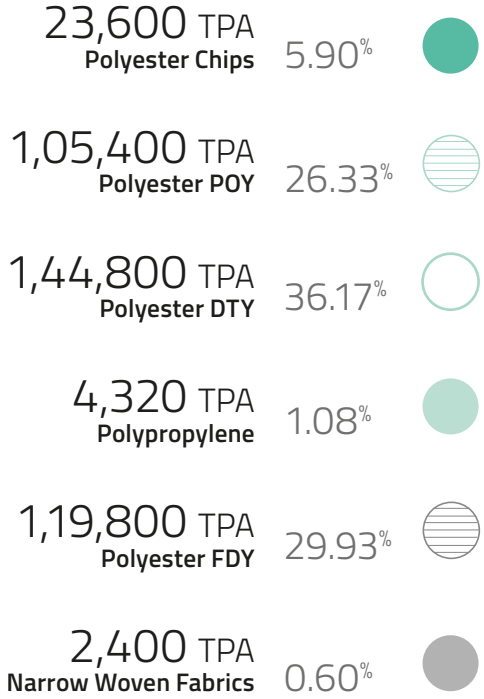 23,600 TPA
Polyester Chips
5.90%
1,05,400 TPA
Polyester POY
26.33%
1,44,800 TPA
Polyester DTY
36.17%
4,320 TPA
Polypropylene
1.08%
1,19,800 TPA
Polyester FDY
29.93%
2,400 TPA
Narrow Woven Fabrics
0.60%